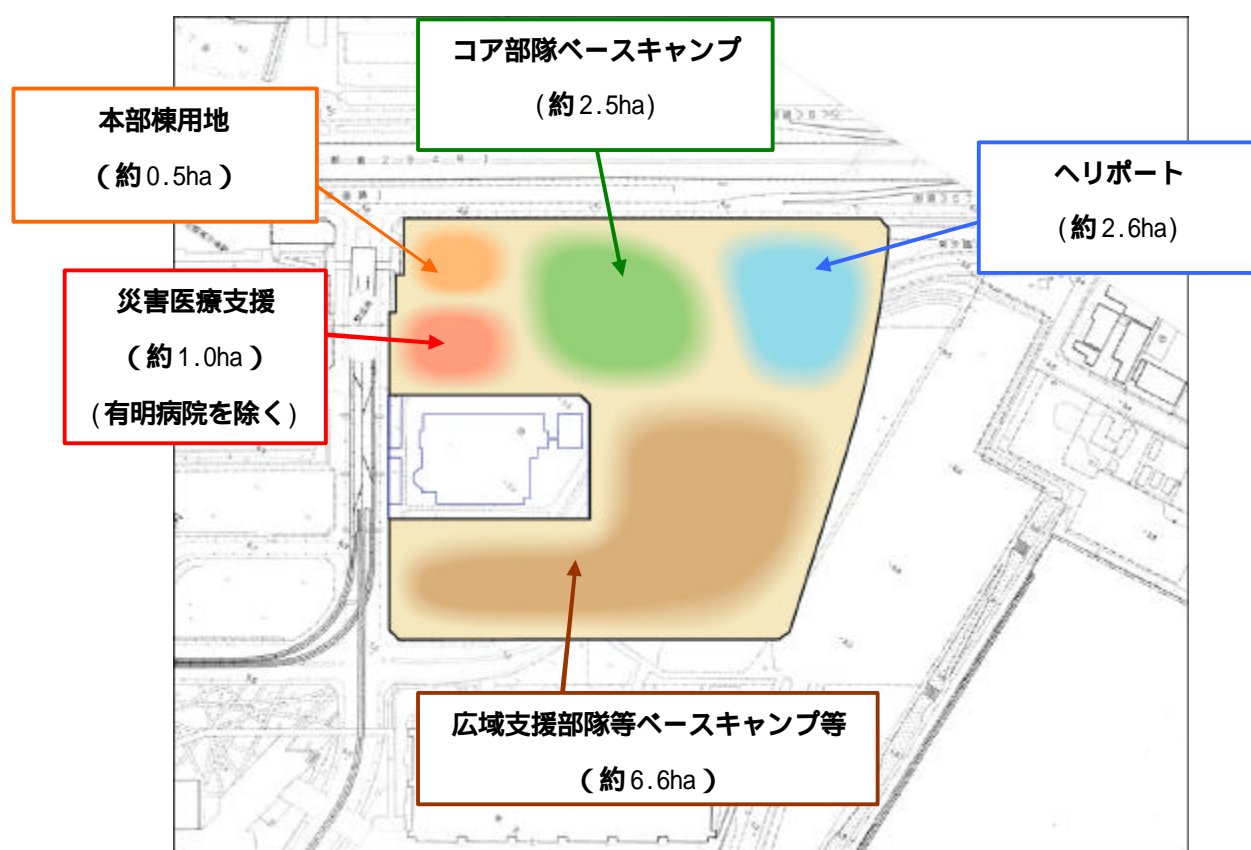 コア部隊ベースキャンプ
(約2.5ha)
本部棟用地
（約0.5ha）
ヘリポート
(約2.6ha)
災害医療支援
（約1.0ha）
(有明病院を除く)
広域支援部隊等ベースキャンプ等
（約6.6ha）